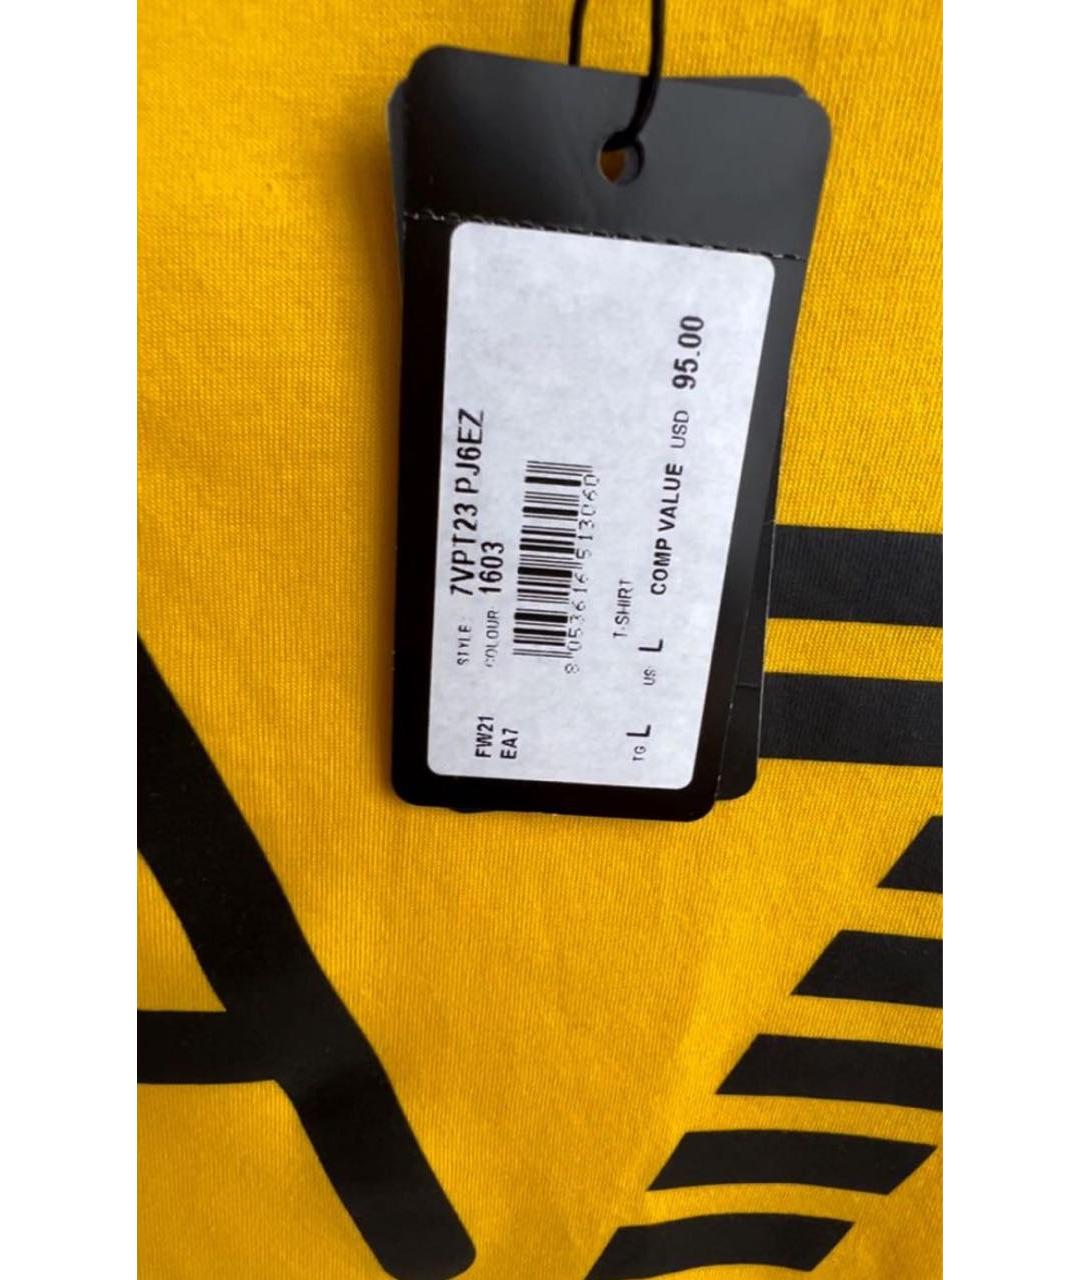 STYLE: 7VPT23 PJ6EZ
COLOUR: 1603
FW21
EA7
8 053616 513060
T-SHIRT
TG L US L
COMP VALUE USD 95.00
A